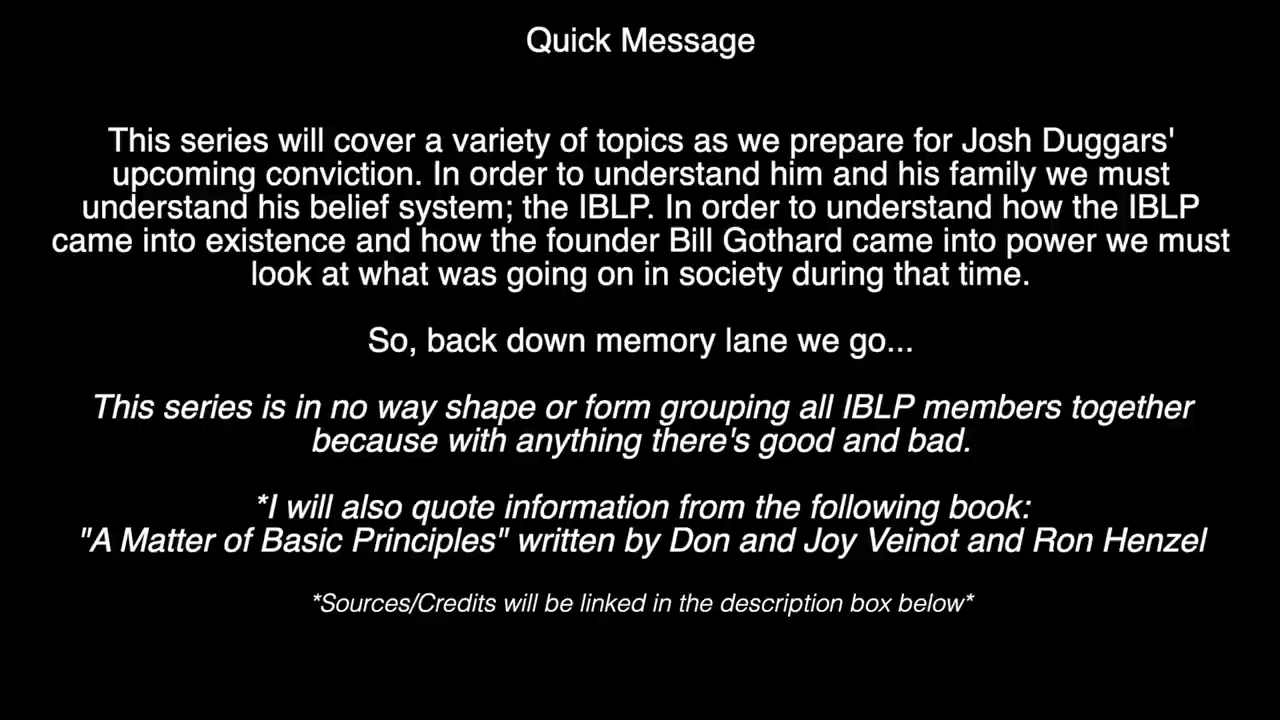 Quick Message
This series will cover a variety of topics as we prepare for Josh Duggars'
upcoming conviction. In order to understand him and his family we must
understand his belief system; the IBLP. In order to understand how the IBLP
came into existence and how the founder Bill Gothard came into power we must
look at what was going on in society during that time.
So, back down memory lane we go...
This series is in no way shape or form grouping all IBLP members together
because with anything there's good and bad.
*I will also quote information from the following book:
"A Matter of Basic Principles" written by Don and Joy Veinot and Ron Henzel
*Sources/Credits will be linked in the description box below*